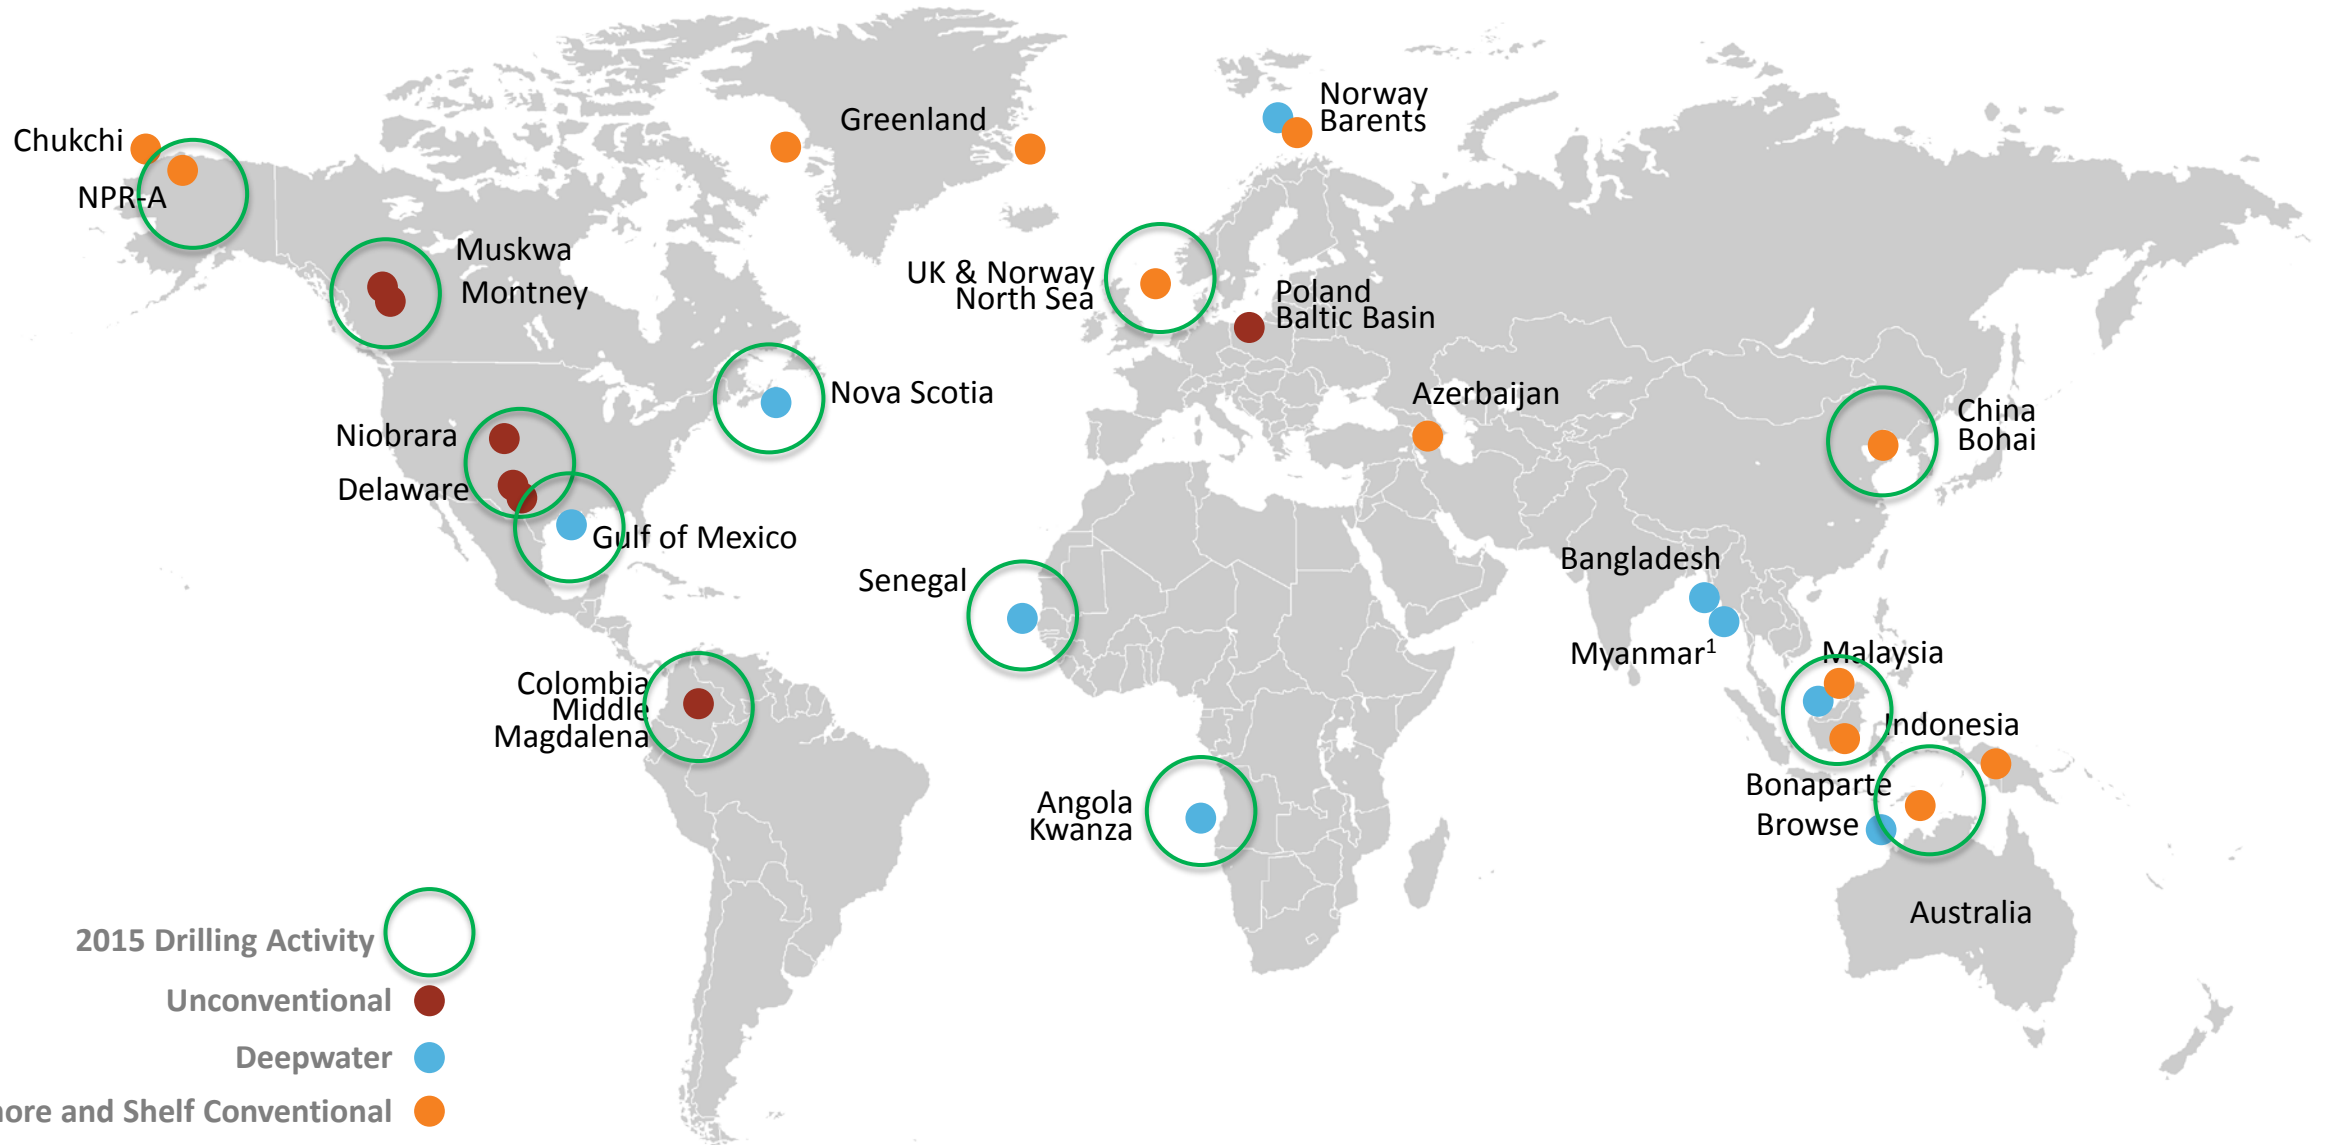 Chukchi
NPR-A
Greenland
Norway
Barents
Muskwa
Montney
UK & Norway
North Sea
Poland
Baltic Basin
Nova Scotia
Azerbaijan
China
Bohai
Niobrara
Delaware
Gulf of Mexico
Senegal
Bangladesh
Myanmar¹
Malaysia
Indonesia
Colombia
Middle
Magdalena
Angola
Kwanza
Bonaparte
Browse
Australia
2015 Drilling Activity
Unconventional
Deepwater
and Shelf Conventional